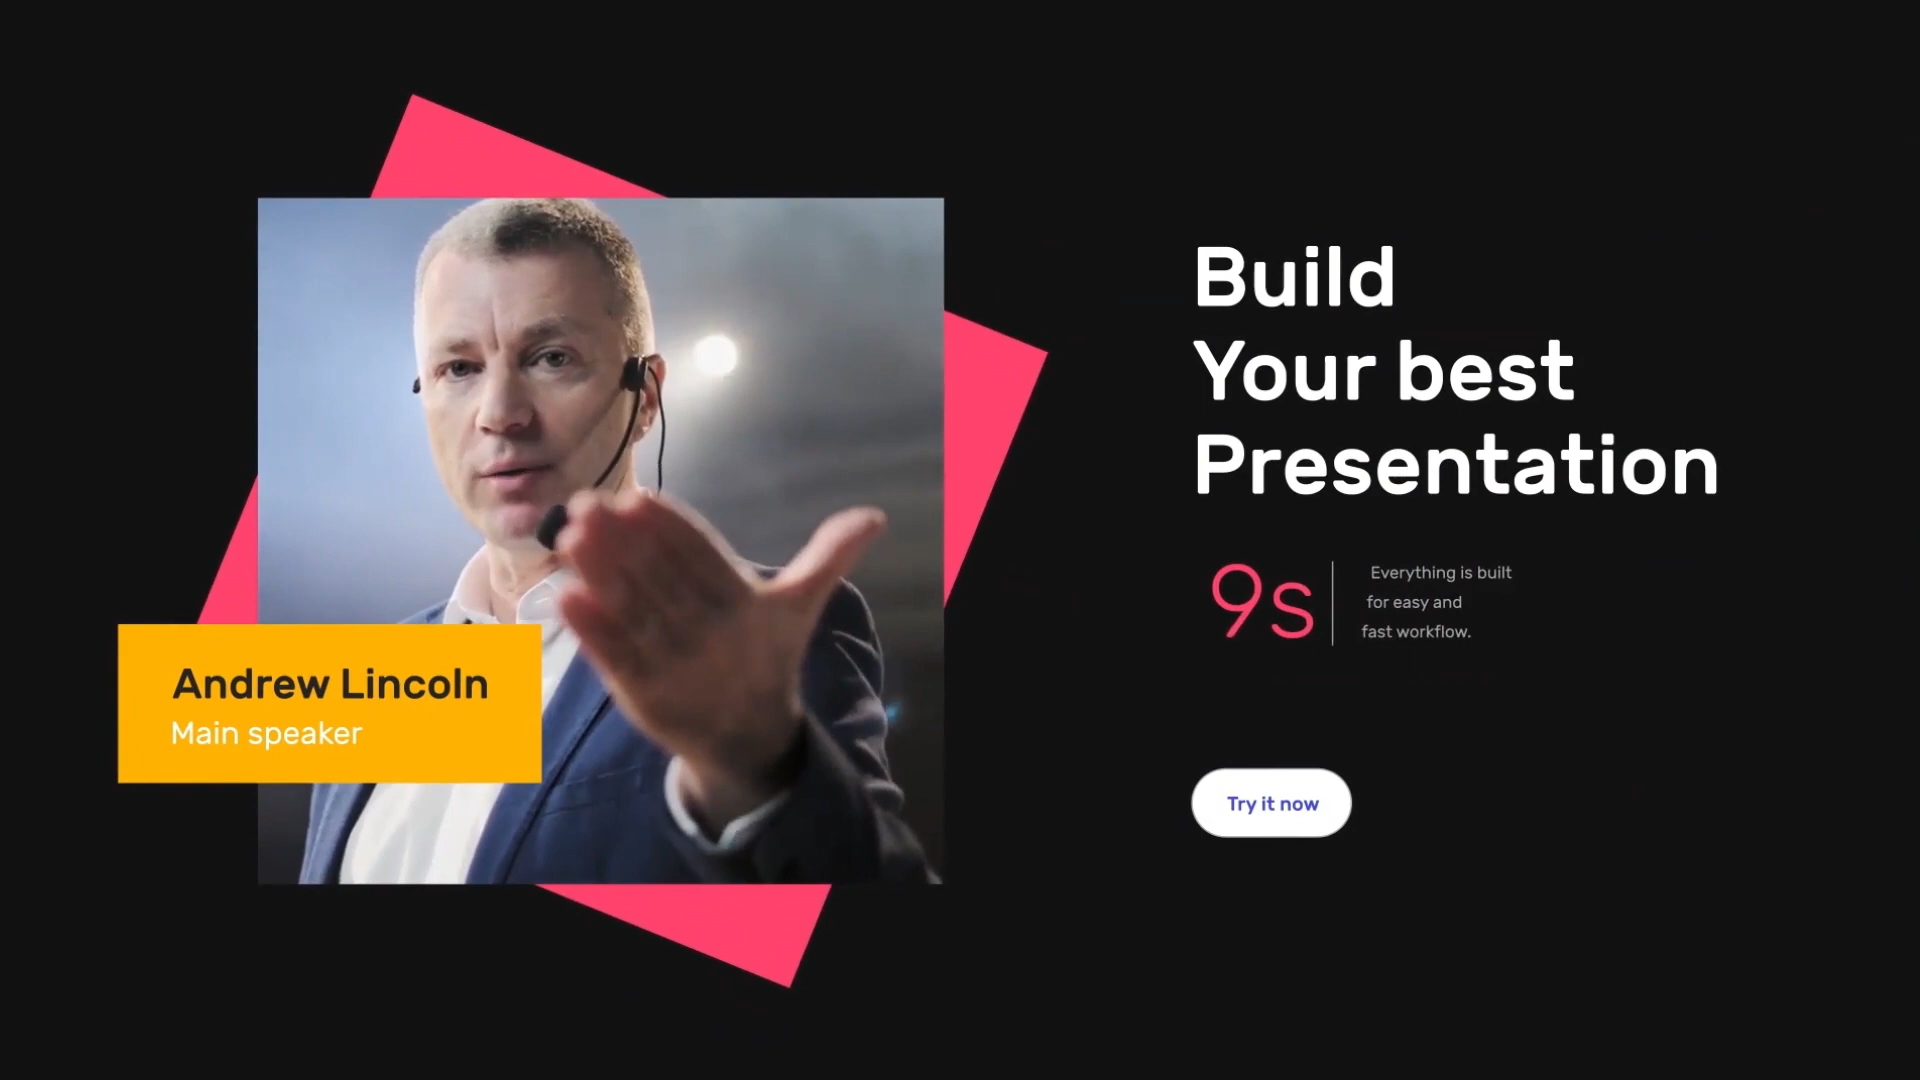 Build
Your best
Presentation
9s
Everything is built
for easy and
fast workflow.
Andrew Lincoln
Main speaker
Try it now